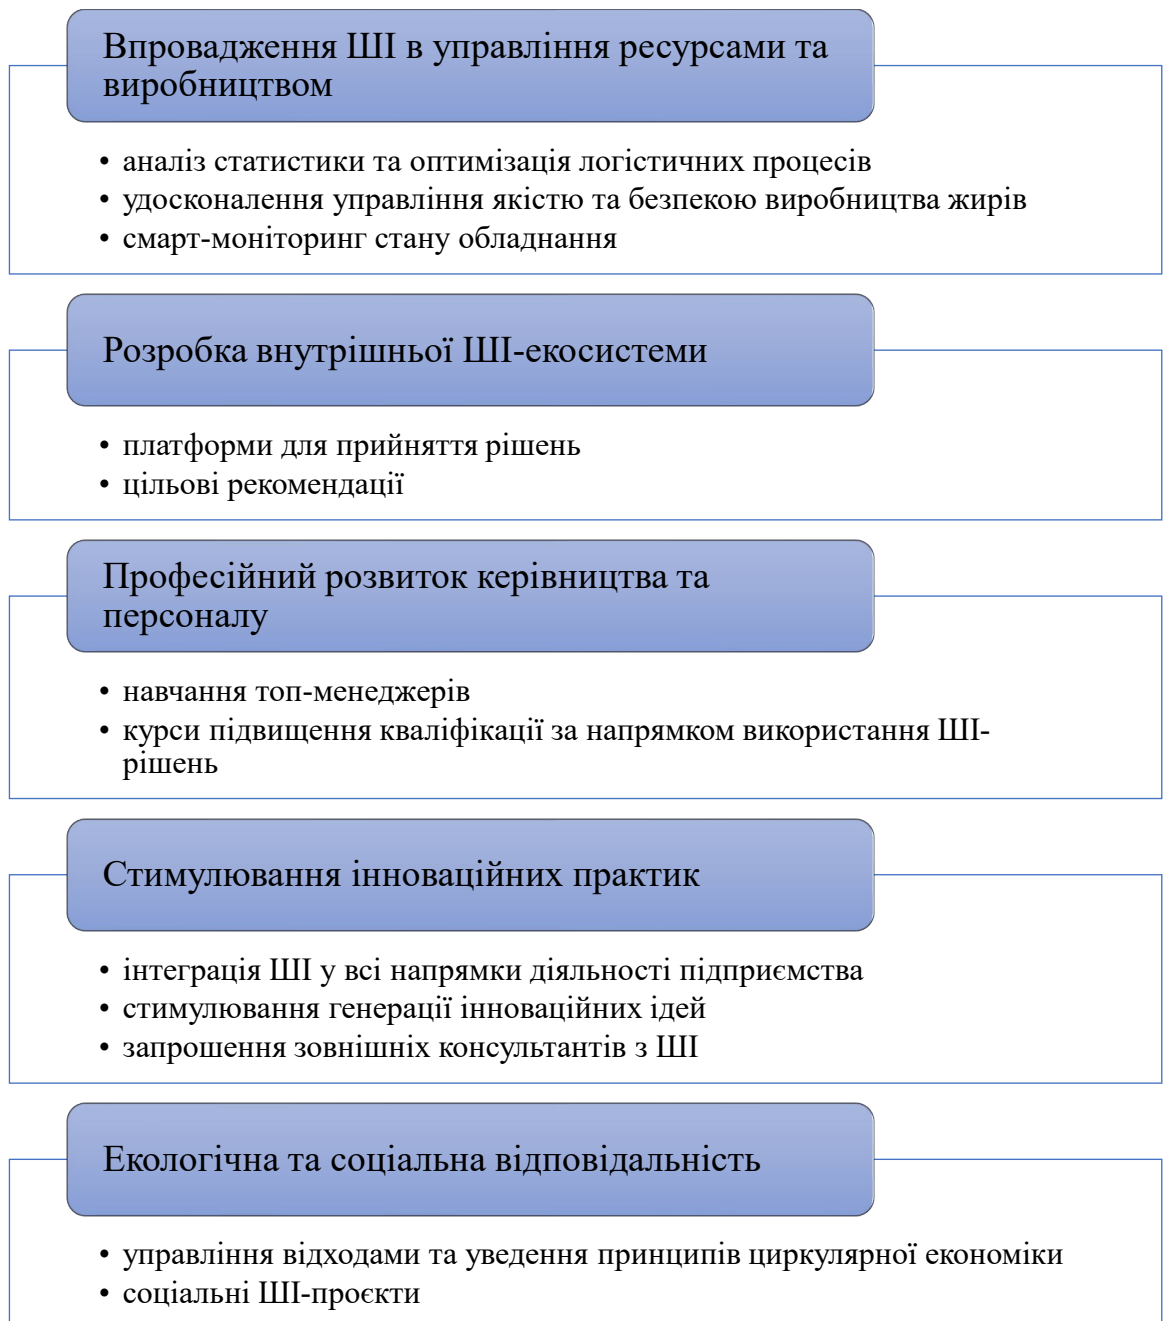 Впровадження ШІ в управління ресурсами та
виробництвом
• аналіз статистики та оптимізація логістичних процесів
• удосконалення управління якістю та безпекою виробництва жирів
• смарт-моніторинг стану обладнання
Розробка внутрішньої ШІ-екосистеми
• платформи для прийняття рішень
• цільові рекомендації
Професійний розвиток керівництва та
персоналу
• навчання топ-менеджерів
• курси підвищення кваліфікації за напрямком використання ШІ-
рішень
Стимулювання інноваційних практик
• інтеграція ШІ у всі напрямки діяльності підприємства
• стимулювання генерації інноваційних ідей
• запрошення зовнішніх консультантів з ШІ
Екологічна та соціальна відповідальність
• управління відходами та уведення принципів циркулярної економіки
• соціальні ШІ-проєкти